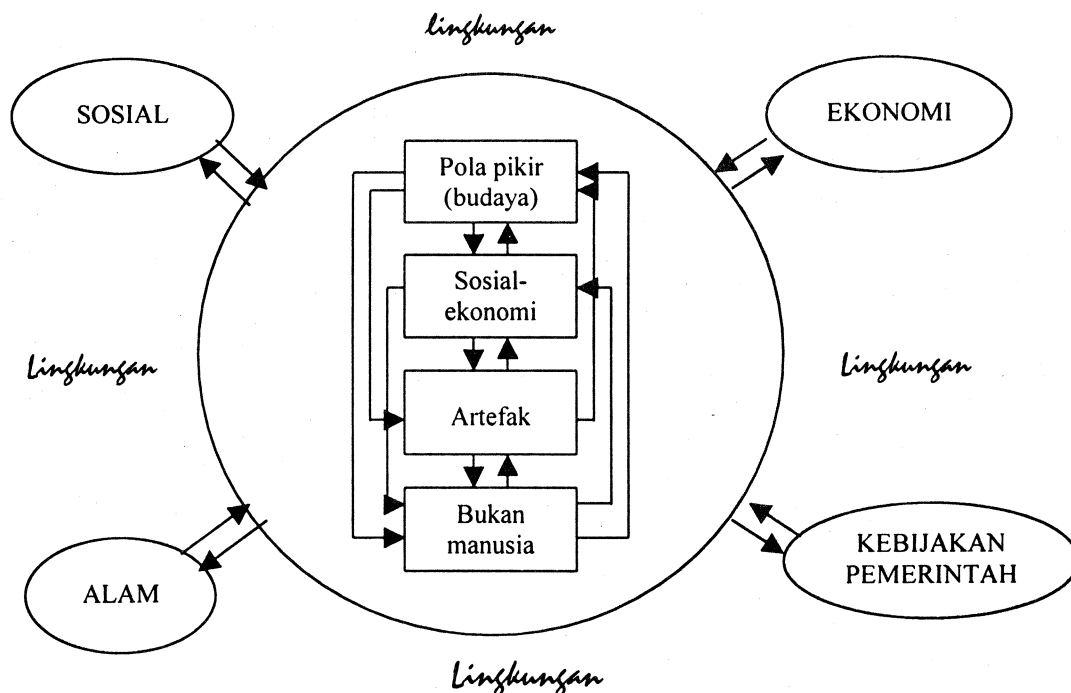 lingkungan
SOSIAL
EKONOMI
Pola pikir
(budaya)
Sosial-
ekonomi
Lingkungan
Lingkungan
Artefak
Bukan
manusia
ALAM
KEBIJAKAN
PEMERINTAH
Lingkungan